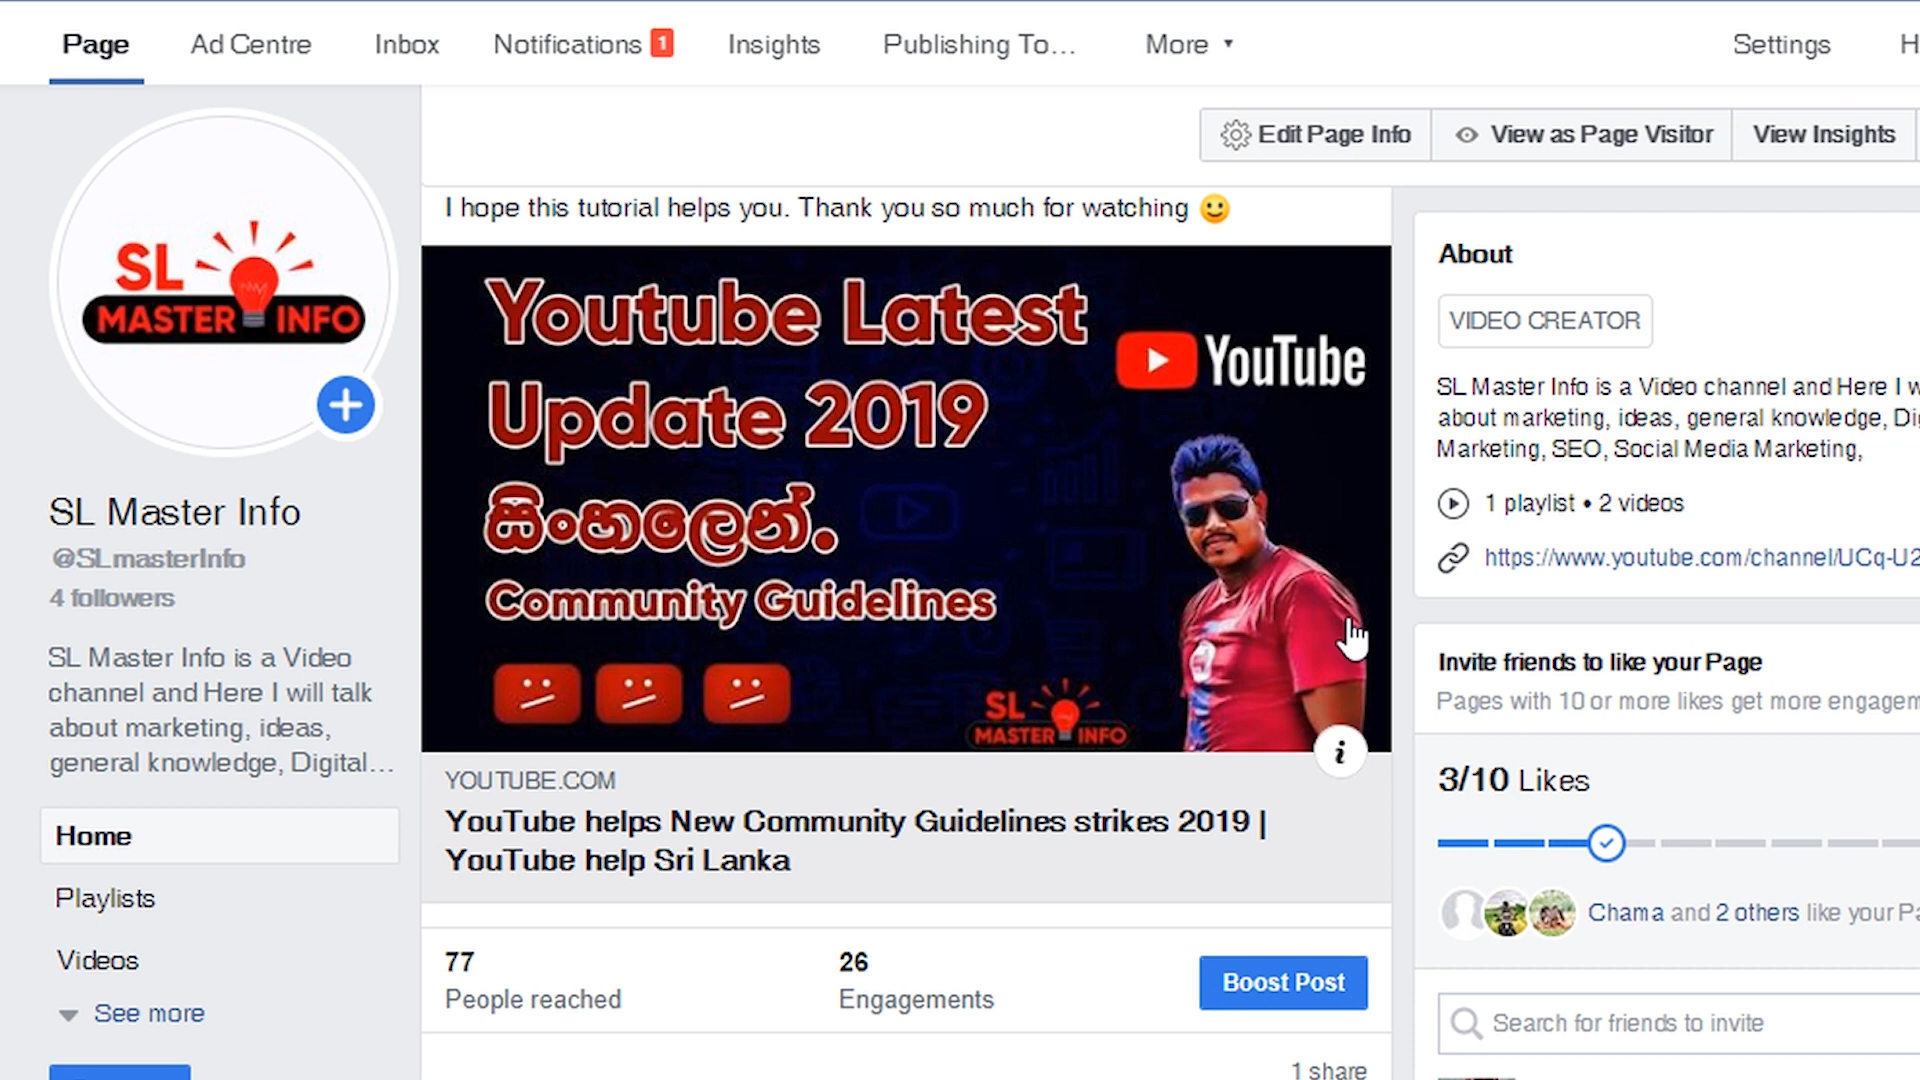 Page Ad Centre Inbox Notifications 1 Insights Publishing To... More Settings H
Edit Page Info View as Page Visitor View Insights
SL
MASTER INFO
SL Master Info
@SLmasterInfo
4 followers
SL Master Info is a Video
channel and Here I will talk
about marketing, ideas,
general knowledge, Digital...
Home
Playlists
Videos
See more
I hope this tutorial helps you. Thank you so much for watching 🙂
Youtube Latest
Update 2019
සිංහලෙන්.
Community Guidelines
YouTube
SL
MASTER INFO
i
YOUTUBE.COM
YouTube helps New Community Guidelines strikes 2019 |
YouTube help Sri Lanka
77
People reached
26
Engagements
Boost Post
1 share
About
VIDEO CREATOR
SL Master Info is a Video channel and Here I w
about marketing, ideas, general knowledge, Dig
Marketing, SEO, Social Media Marketing,
1 playlist • 2 videos
https://www.youtube.com/channel/UCq-U2
Invite friends to like your Page
Pages with 10 or more likes get more engagem
3/10 Likes
Chama and 2 others like your Pa
Search for friends to invite